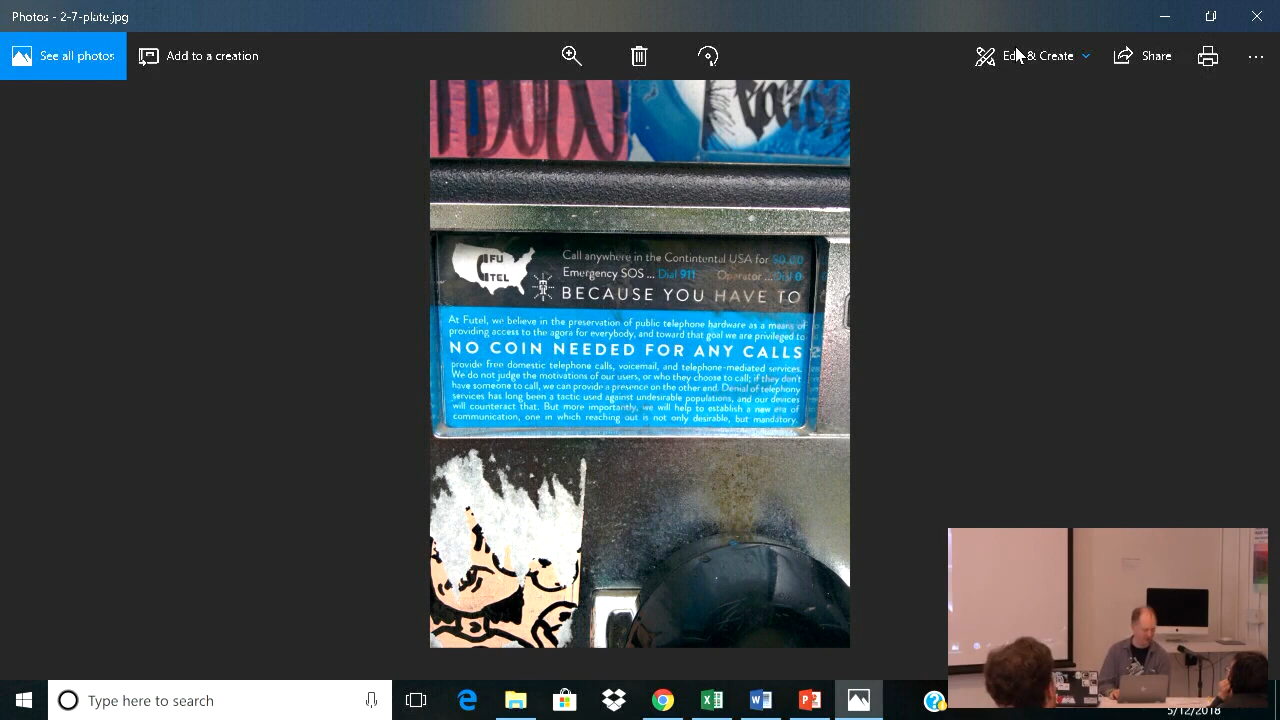 Photos - 2-7-plate.jpg
See all photos
Add to a creation
Edit & Create
Share
FU
TEL
Call anywhere in the Contintental USA for $0.00
Emergency SOS ... Dial 911 Operator ... Dial 0
BECAUSE YOU HAVE TO
At Futel, we believe in the preservation of public telephone hardware as a means of
providing access to the agora for everybody, and toward that goal we are privileged to
NO COIN NEEDED FOR ANY CALLS
provide free domestic telephone calls, voicemail, and telephone-mediated services.
We do not judge the motivations of our users, or who they choose to call; if they don't
have someone to call, we can provide a presence on the other end. Denial of telephony
services has long been a tactic used against undesirable populations, and our devices
will counteract that. But more importantly, we will help to establish a new era of
communication, one in which reaching out is not only desirable, but mandatory.
Type here to search
5/12/2018